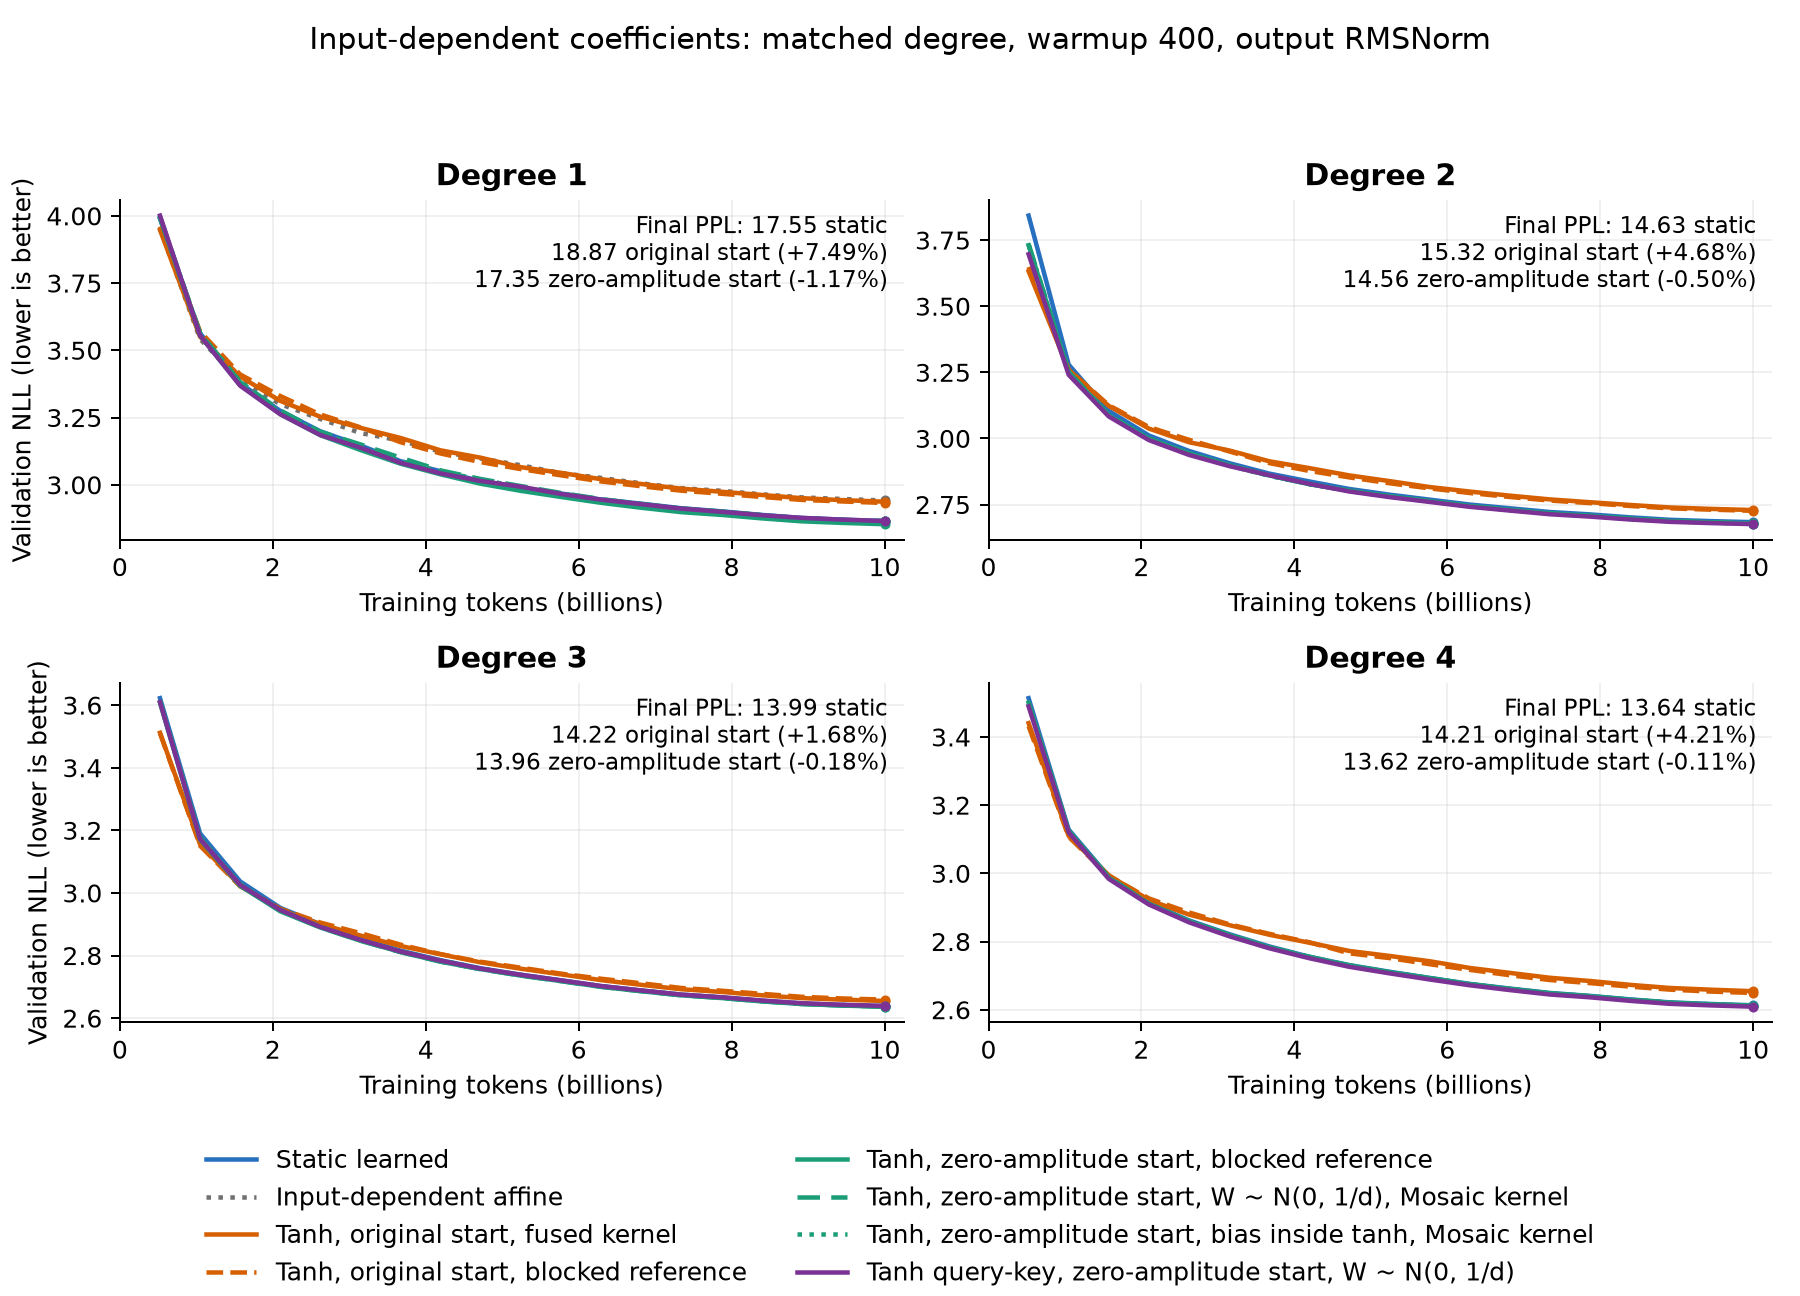 Input-dependent coefficients: matched degree, warmup 400, output RMSNorm
Degree 1
Validation NLL (lower is better)
4.00
3.75
3.50
3.25
3.00
Final PPL: 17.55 static
18.87 original start (+7.49%)
17.35 zero-amplitude start (-1.17%)
0 2 4 6 8 10
Training tokens (billions)
Degree 2
3.75
3.50
3.25
3.00
2.75
Final PPL: 14.63 static
15.32 original start (+4.68%)
14.56 zero-amplitude start (-0.50%)
0 2 4 6 8 10
Training tokens (billions)
Degree 3
Validation NLL (lower is better)
3.6
3.4
3.2
3.0
2.8
2.6
Final PPL: 13.99 static
14.22 original start (+1.68%)
13.96 zero-amplitude start (-0.18%)
0 2 4 6 8 10
Training tokens (billions)
Degree 4
3.4
3.2
3.0
2.8
2.6
Final PPL: 13.64 static
14.21 original start (+4.21%)
13.62 zero-amplitude start (-0.11%)
0 2 4 6 8 10
Training tokens (billions)
Static learned
Input-dependent affine
Tanh, original start, fused kernel
Tanh, original start, blocked reference
Tanh, zero-amplitude start, blocked reference
Tanh, zero-amplitude start, W ~ N(0, 1/d), Mosaic kernel
Tanh, zero-amplitude start, bias inside tanh, Mosaic kernel
Tanh query-key, zero-amplitude start, W ~ N(0, 1/d)